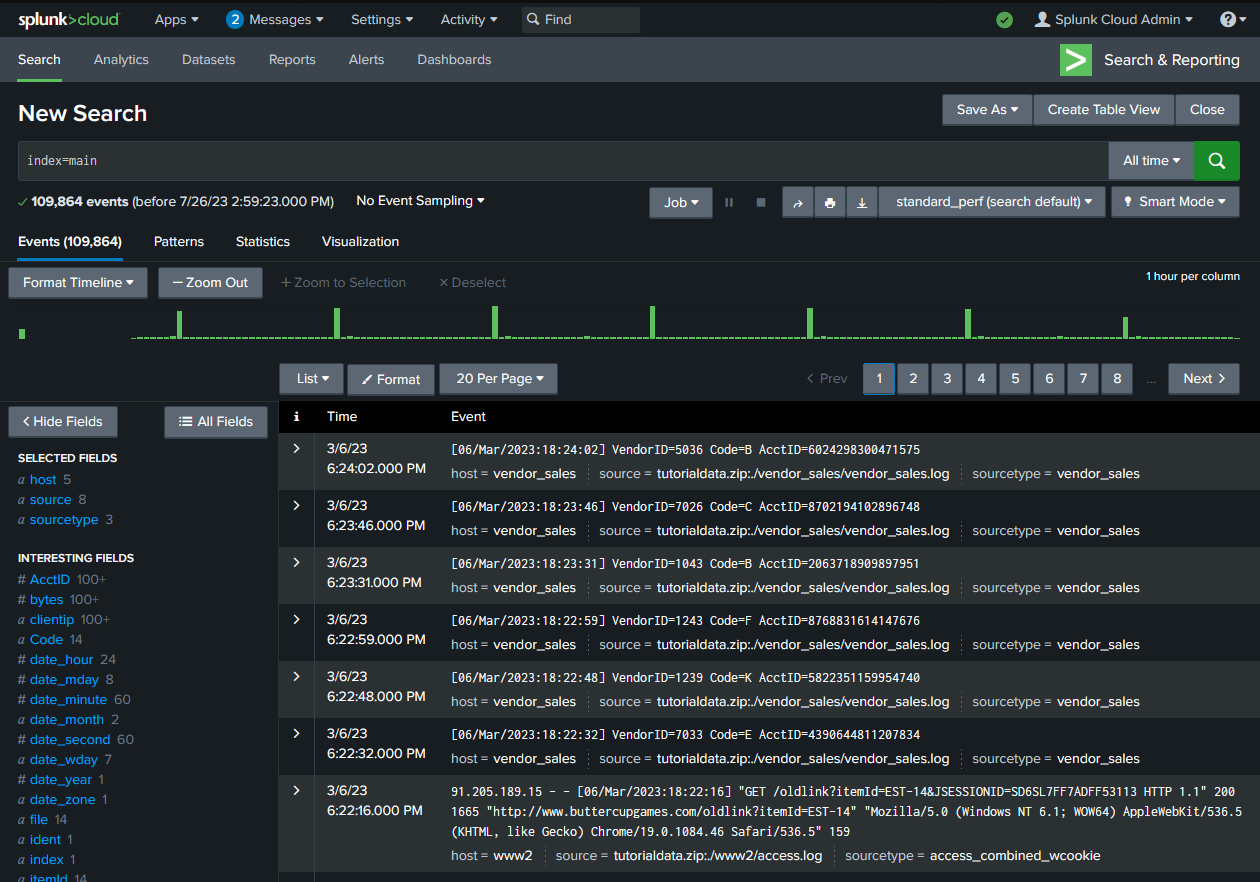 splunk>cloud Apps 2 Messages Settings Activity Find Splunk Cloud Admin ?
Search Analytics Datasets Reports Alerts Dashboards > Search & Reporting
New Search Save As Create Table View Close
index=main All time
✓ 109,864 events (before 7/26/23 2:59:23.000 PM) No Event Sampling Job standard_perf (search default) Smart Mode
Events (109,864) Patterns Statistics Visualization
Format Timeline — Zoom Out + Zoom to Selection × Deselect 1 hour per column
List Format 20 Per Page < Prev 1 2 3 4 5 6 7 8 ... Next >
< Hide Fields All Fields
SELECTED FIELDS
a host 5
a source 8
a sourcetype 3
INTERESTING FIELDS
# AcctID 100+
# bytes 100+
a clientip 100+
a Code 14
# date_hour 24
# date_mday 8
# date_minute 60
a date_month 2
# date_second 60
a date_wday 7
# date_year 1
a date_zone 1
a file 14
a ident 1
a index 1
a itemId 14
i Time Event
> 3/6/23 [06/Mar/2023:18:24:02] VendorID=5036 Code=B AcctID=6024298300471575
6:24:02.000 PM host = vendor_sales source = tutorialdata.zip:./vendor_sales/vendor_sales.log sourcetype = vendor_sales
> 3/6/23 [06/Mar/2023:18:23:46] VendorID=7026 Code=C AcctID=8702194102896748
6:23:46.000 PM host = vendor_sales source = tutorialdata.zip:./vendor_sales/vendor_sales.log sourcetype = vendor_sales
> 3/6/23 [06/Mar/2023:18:23:31] VendorID=1043 Code=B AcctID=2063718909897951
6:23:31.000 PM host = vendor_sales source = tutorialdata.zip:./vendor_sales/vendor_sales.log sourcetype = vendor_sales
> 3/6/23 [06/Mar/2023:18:22:59] VendorID=1243 Code=F AcctID=8768831614147676
6:22:59.000 PM host = vendor_sales source = tutorialdata.zip:./vendor_sales/vendor_sales.log sourcetype = vendor_sales
> 3/6/23 [06/Mar/2023:18:22:48] VendorID=1239 Code=K AcctID=5822351159954740
6:22:48.000 PM host = vendor_sales source = tutorialdata.zip:./vendor_sales/vendor_sales.log sourcetype = vendor_sales
> 3/6/23 [06/Mar/2023:18:22:32] VendorID=7033 Code=E AcctID=4390644811207834
6:22:32.000 PM host = vendor_sales source = tutorialdata.zip:./vendor_sales/vendor_sales.log sourcetype = vendor_sales
> 3/6/23 91.205.189.15 - - [06/Mar/2023:18:22:16] "GET /oldlink?itemId=EST-14&JSESSIONID=SD6SL7FF7ADFF53113 HTTP 1.1" 200
6:22:16.000 PM 1665 "http://www.buttercupgames.com/oldlink?itemId=EST-14" "Mozilla/5.0 (Windows NT 6.1; WOW64) AppleWebKit/536.5
(KHTML, like Gecko) Chrome/19.0.1084.46 Safari/536.5" 159
host = www2 source = tutorialdata.zip:./www2/access.log sourcetype = access_combined_wcookie